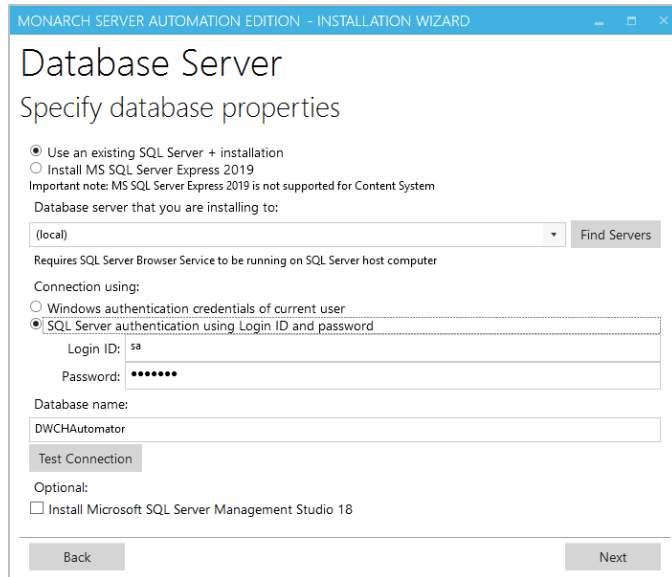 MONARCH SERVER AUTOMATION EDITION - INSTALLATION WIZARD
Database Server
Specify database properties
Use an existing SQL Server + installation
Install MS SQL Server Express 2019
Important note: MS SQL Server Express 2019 is not supported for Content System
Database server that you are installing to:
(local)
Find Servers
Requires SQL Server Browser Service to be running on SQL Server host computer
Connection using:
Windows authentication credentials of current user
SQL Server authentication using Login ID and password
Login ID: sa
Password: •••••••
Database name:
DWCHAutomator
Test Connection
Optional:
Install Microsoft SQL Server Management Studio 18
Back Next